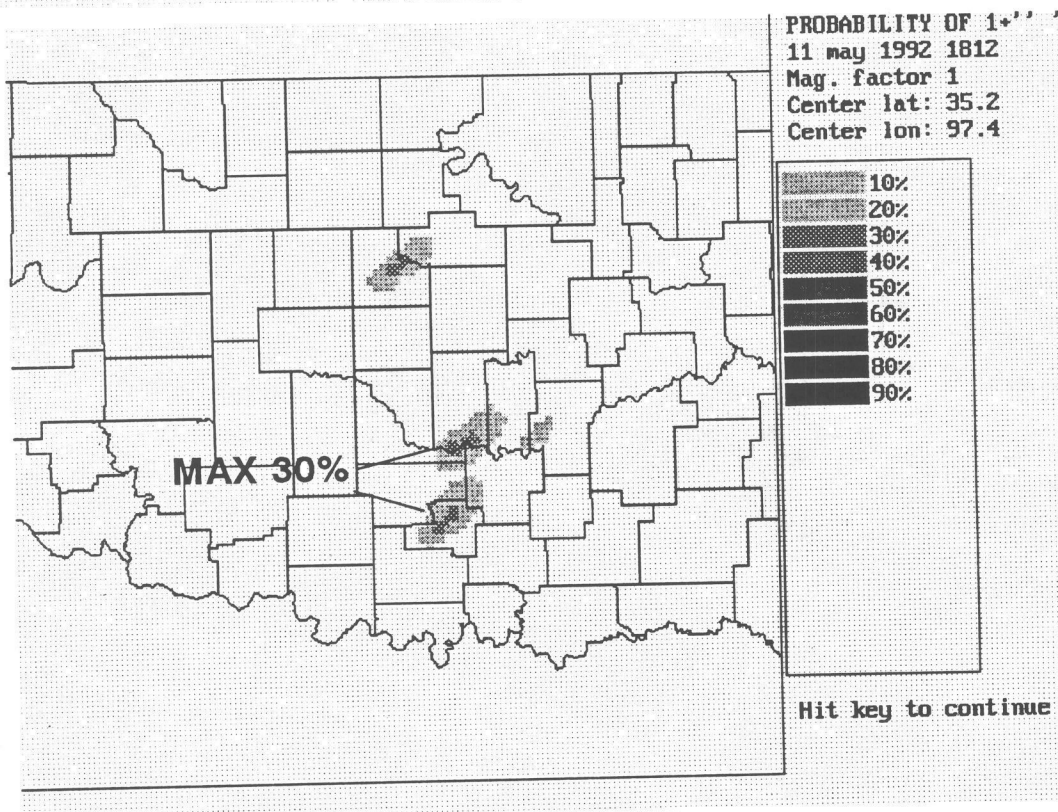 PROBABILITY OF 1+''
11 may 1992 1812
Mag. factor 1
Center lat: 35.2
Center lon: 97.4
10%
20%
30%
40%
50%
60%
70%
80%
90%
MAX 30%
Hit key to continue